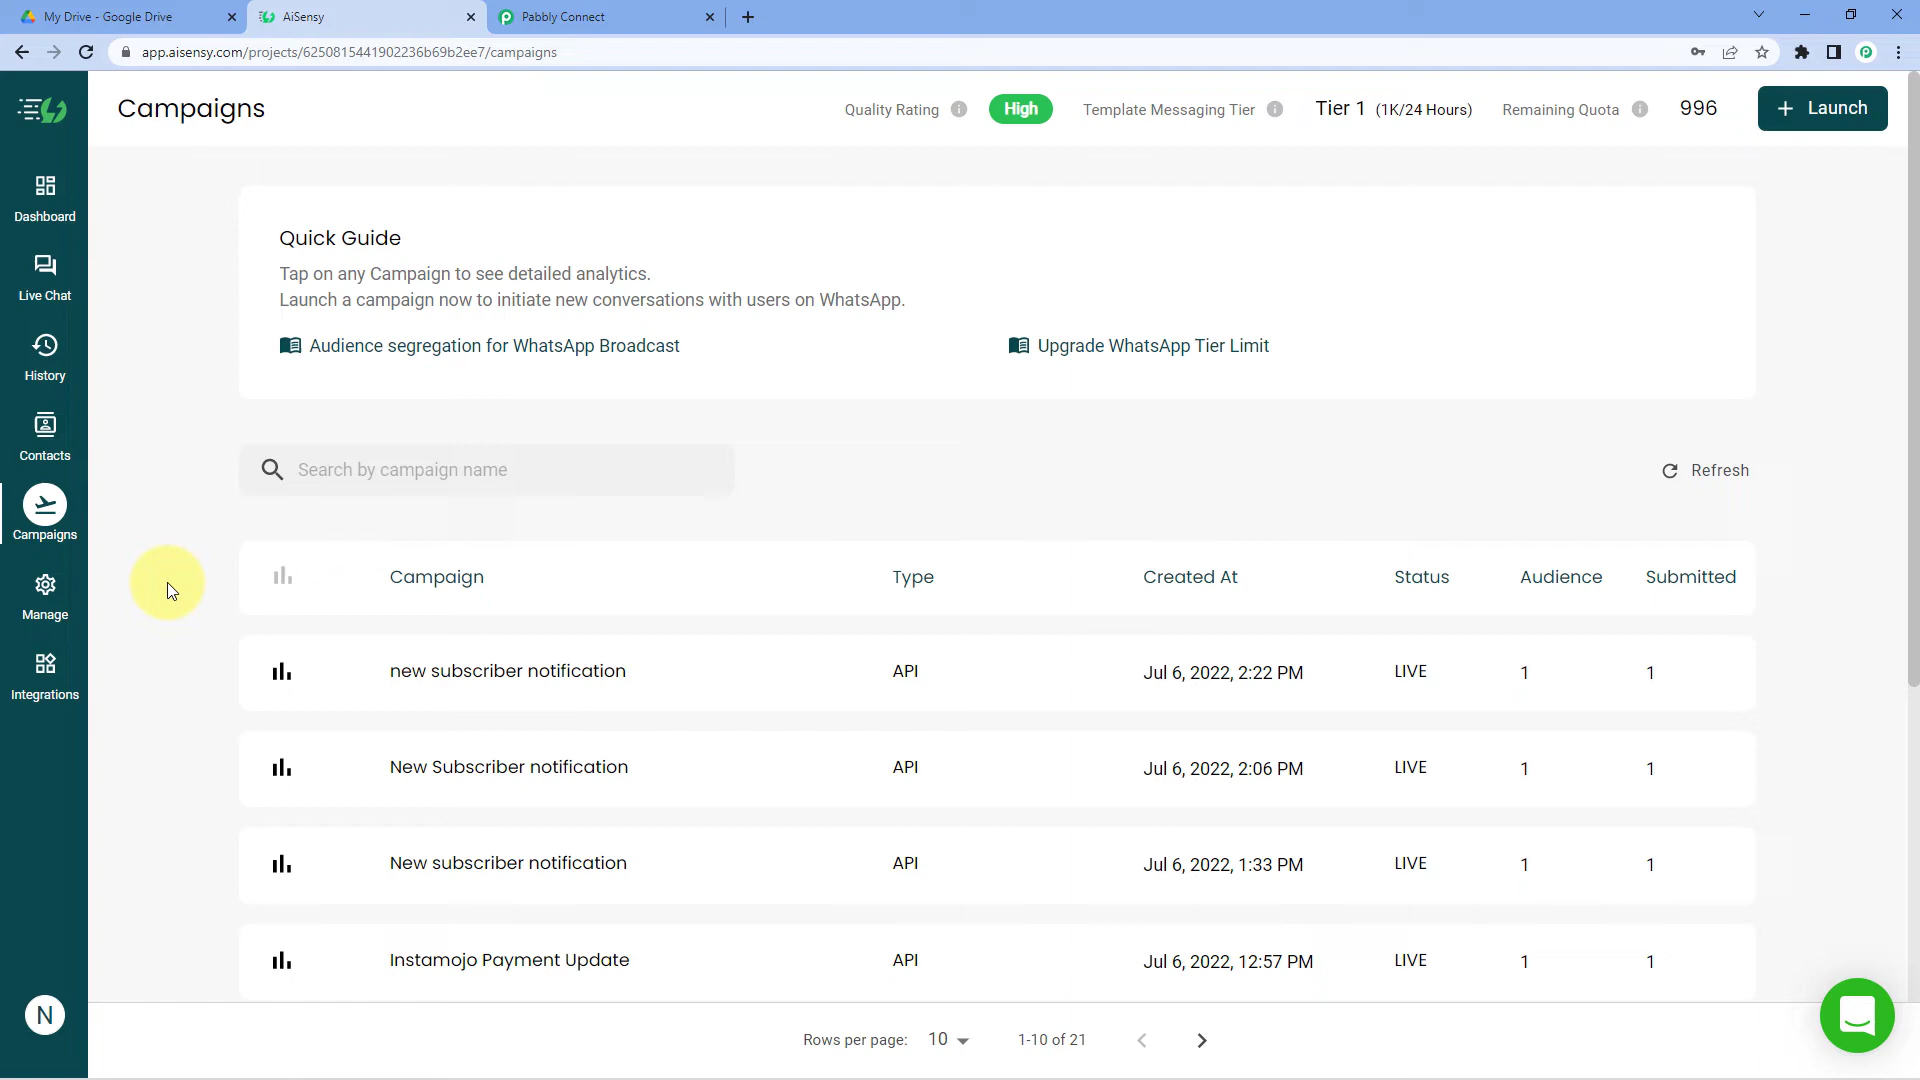 My Drive - Google Drive
AiSensy
Pabbly Connect
app.aisensy.com/projects/6250815441902236b69b2ee7/campaigns
Campaigns
Quality Rating
High
Template Messaging Tier
Tier 1 (1K/24 Hours)
Remaining Quota
996
+ Launch
Dashboard
Live Chat
History
Contacts
Campaigns
Manage
Integrations
N
Quick Guide
Tap on any Campaign to see detailed analytics.
Launch a campaign now to initiate new conversations with users on WhatsApp.
Audience segregation for WhatsApp Broadcast
Upgrade WhatsApp Tier Limit
Search by campaign name
Refresh
Campaign Type Created At Status Audience Submitted
new subscriber notification API Jul 6, 2022, 2:22 PM LIVE 1 1
New Subscriber notification API Jul 6, 2022, 2:06 PM LIVE 1 1
New subscriber notification API Jul 6, 2022, 1:33 PM LIVE 1 1
Instamojo Payment Update API Jul 6, 2022, 12:57 PM LIVE 1 1
Rows per page: 10 1-10 of 21